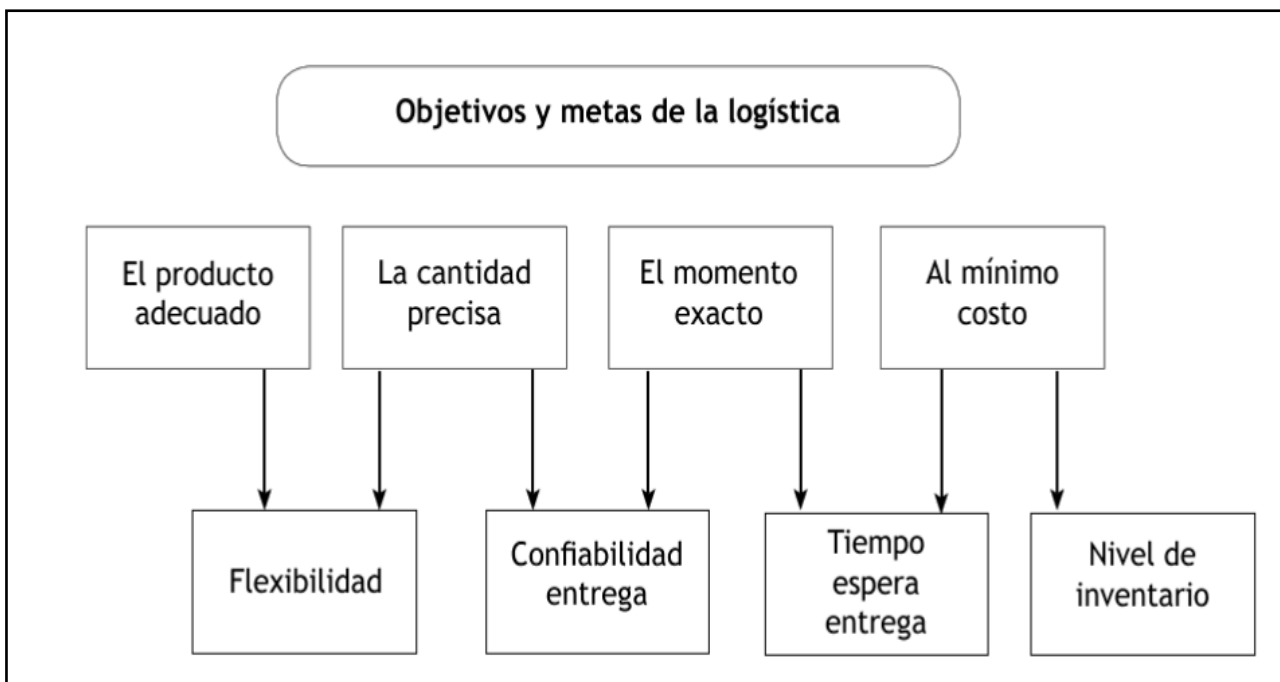 Objetivos y metas de la logística
El producto
adecuado
La cantidad
precisa
El momento
exacto
Al mínimo
costo
Flexibilidad
Confiabilidad
entrega
Tiempo
espera
entrega
Nivel de
inventario